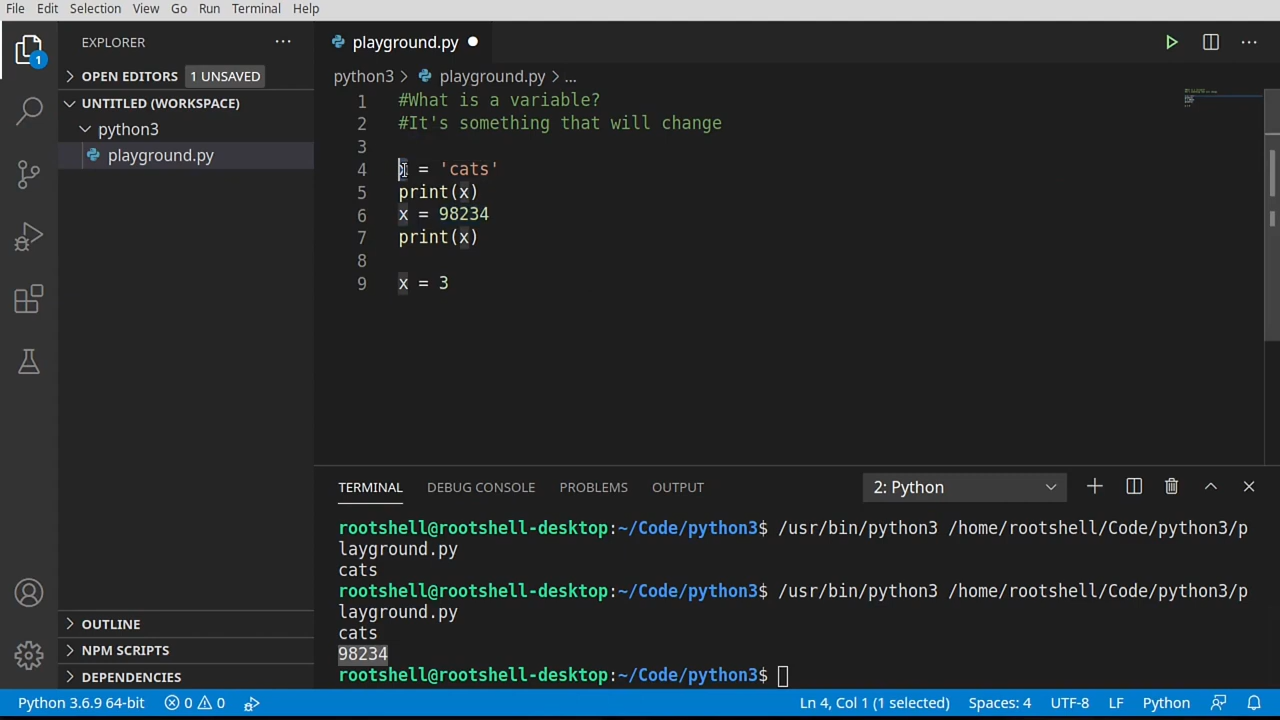 File Edit Selection View Go Run Terminal Help
EXPLORER
OPEN EDITORS 1 UNSAVED
UNTITLED (WORKSPACE)
python3
playground.py
OUTLINE
NPM SCRIPTS
DEPENDENCIES
1
playground.py
python3 > playground.py > ...
1 #What is a variable?
2 #It's something that will change
3
4 x = 'cats'
5 print(x)
6 x = 98234
7 print(x)
8
9 x = 3
TERMINAL DEBUG CONSOLE PROBLEMS OUTPUT 2: Python
rootshell@rootshell-desktop:~/Code/python3$ /usr/bin/python3 /home/rootshell/Code/python3/p
layground.py
cats
rootshell@rootshell-desktop:~/Code/python3$ /usr/bin/python3 /home/rootshell/Code/python3/p
layground.py
cats
98234
rootshell@rootshell-desktop:~/Code/python3$
Python 3.6.9 64-bit 0 0 Ln 4, Col 1 (1 selected) Spaces: 4 UTF-8 LF Python